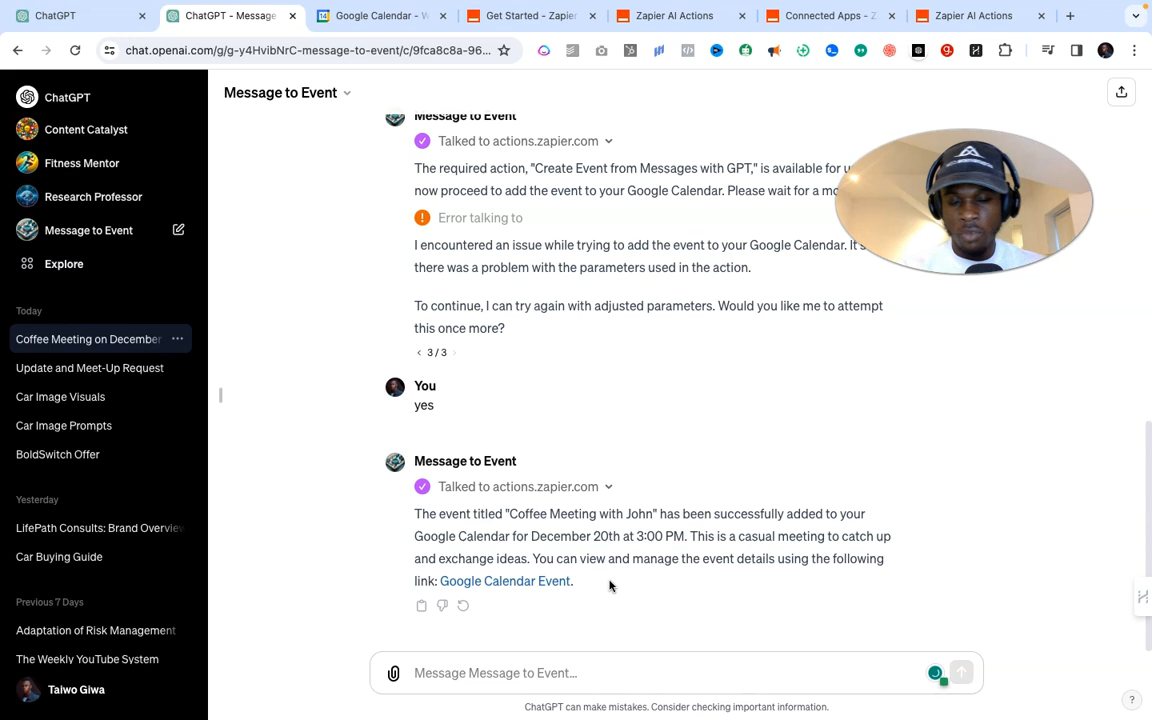 ChatGPT
ChatGPT - Message
Google Calendar - W
Get Started - Zapier
Zapier AI Actions
Connected Apps - Z
Zapier AI Actions
chat.openai.com/g/g-y4HvibNrC-message-to-event/c/9fca8c8a-96...
ChatGPT
Content Catalyst
Fitness Mentor
Research Professor
Message to Event
Explore
Today
Coffee Meeting on December
Update and Meet-Up Request
Car Image Visuals
Car Image Prompts
BoldSwitch Offer
Yesterday
LifePath Consults: Brand Overview
Car Buying Guide
Previous 7 Days
Adaptation of Risk Management
The Weekly YouTube System
Taiwo Giwa
Message to Event
Message to Event
Talked to actions.zapier.com
The required action, "Create Event from Messages with GPT," is available for
now proceed to add the event to your Google Calendar. Please wait for a
Error talking to
I encountered an issue while trying to add the event to your Google Calendar.
there was a problem with the parameters used in the action.
To continue, I can try again with adjusted parameters. Would you like me to attempt
this once more?
3 / 3
You
yes
Message to Event
Talked to actions.zapier.com
The event titled "Coffee Meeting with John" has been successfully added to your
Google Calendar for December 20th at 3:00 PM. This is a casual meeting to catch up
and exchange ideas. You can view and manage the event details using the following
link: Google Calendar Event.
Message Message to Event...
ChatGPT can make mistakes. Consider checking important information.
?